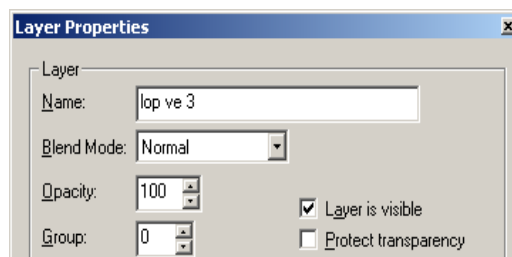 Layer Properties
Layer
Name: lop ve 3
Blend Mode: Normal
Opacity: 100
Layer is visible
Group: 0
Protect transparency